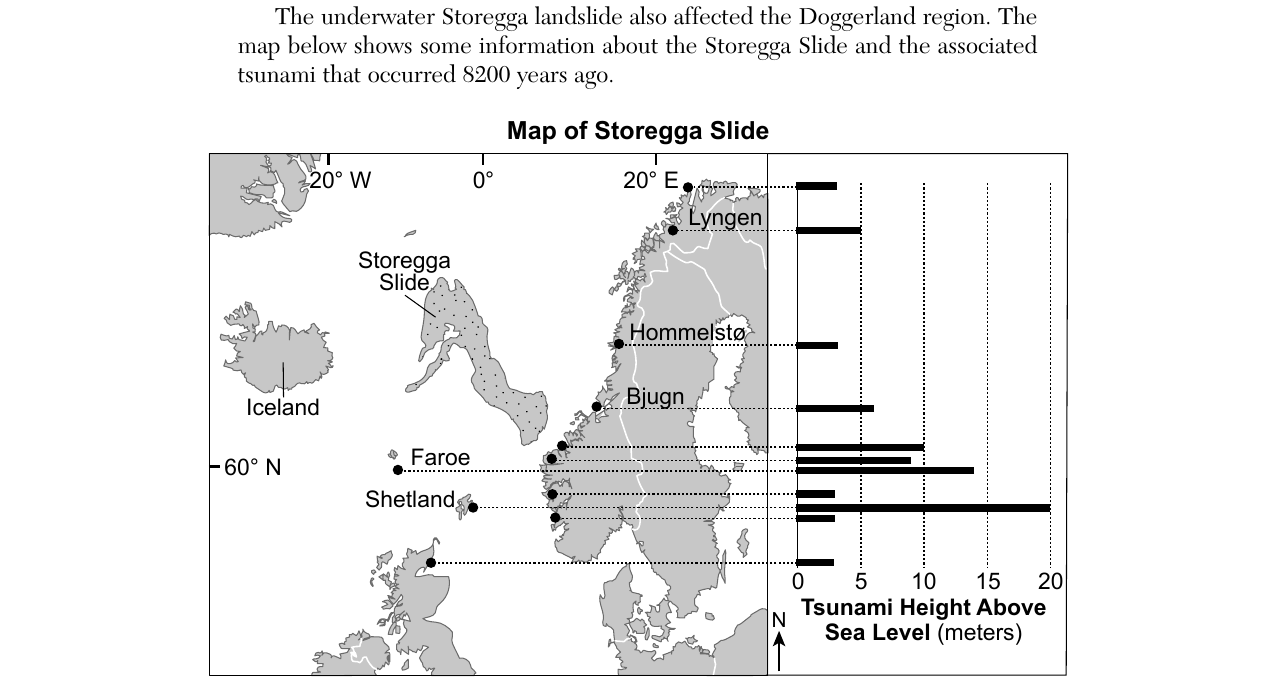 The underwater Storegga landslide also affected the Doggerland region. The
map below shows some information about the Storegga Slide and the associated
tsunami that occurred 8200 years ago.
Map of Storegga Slide
20° W
0°
20° E
Lyngen
Storegga
Slide
Hommelstø
Bjugn
Iceland
Faroe
60° N
Shetland
0 5 10 15 20
Tsunami Height Above
Sea Level (meters)
N